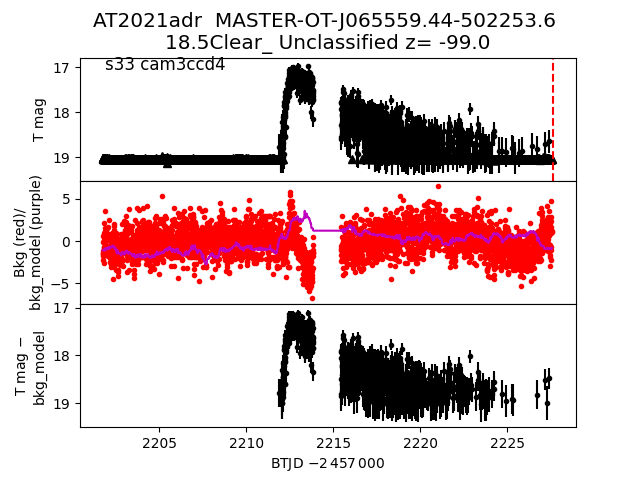 AT2021adr  MASTER-OT-J065559.44-502253.6
18.5Clear_ Unclassified z= -99.0
s33 cam3ccd4
17
18
19
T mag
5
0
−5
Bkg (red)/
bkg_model (purple)
17
18
19
T mag −
bkg_model
2205
2210
2215
2220
2225
BTJD −2 457 000